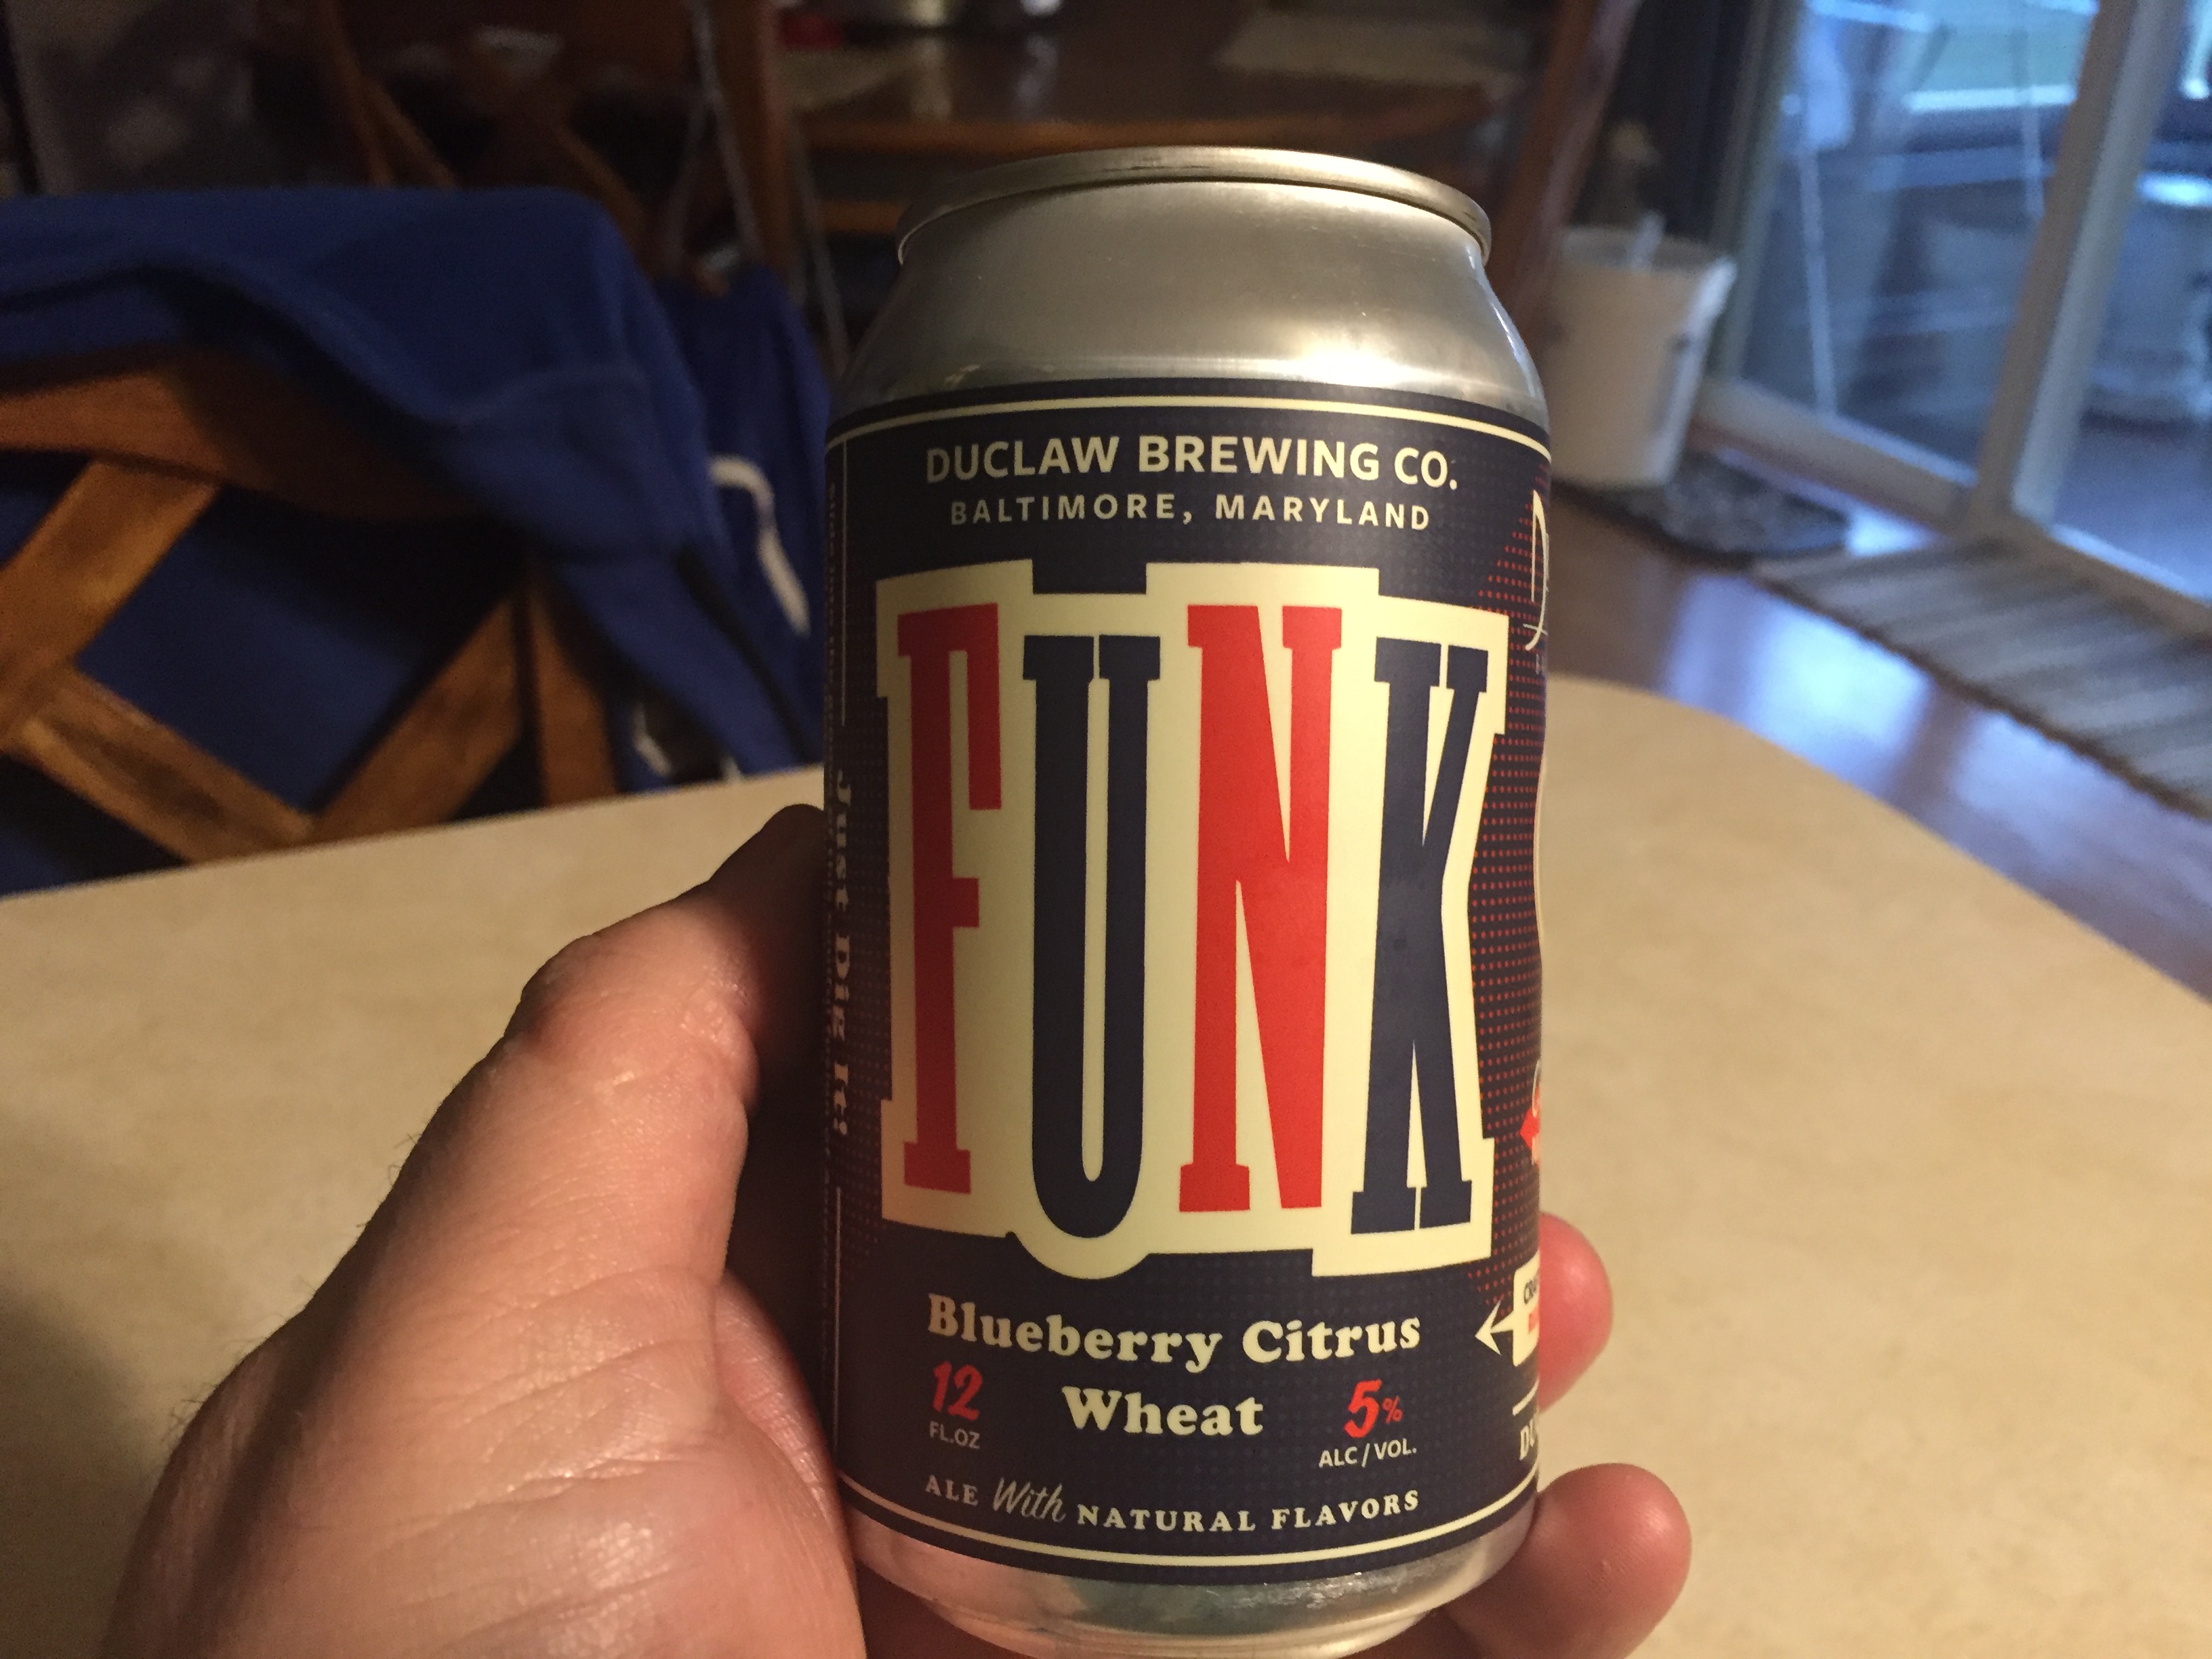 DUCLAW BREWING CO.
BALTIMORE, MARYLAND
FUNK
Blueberry Citrus
Wheat
12
FL.OZ
5%
ALC/VOL.
ALE With NATURAL FLAVORS
Just Dig It!